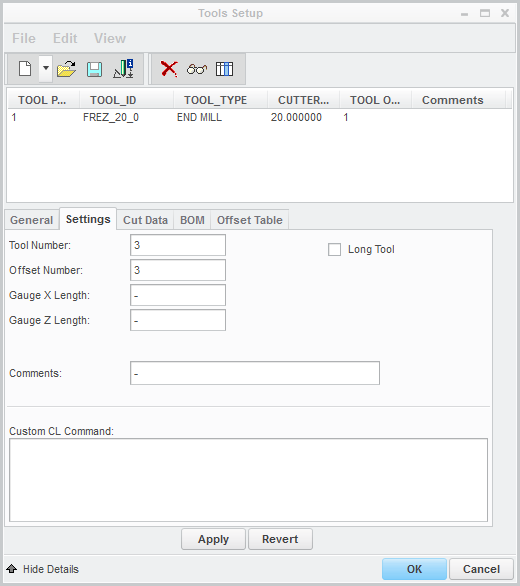 Tools Setup
File Edit View
TOOL P... TOOL_ID TOOL_TYPE CUTTER... TOOL O... Comments
1 FREZ_20_0 END MILL 20.000000 1
General Settings Cut Data BOM Offset Table
Tool Number: 3 Long Tool
Offset Number: 3
Gauge X Length: -
Gauge Z Length: -
Comments: -
Custom CL Command:
Apply Revert
Hide Details OK Cancel